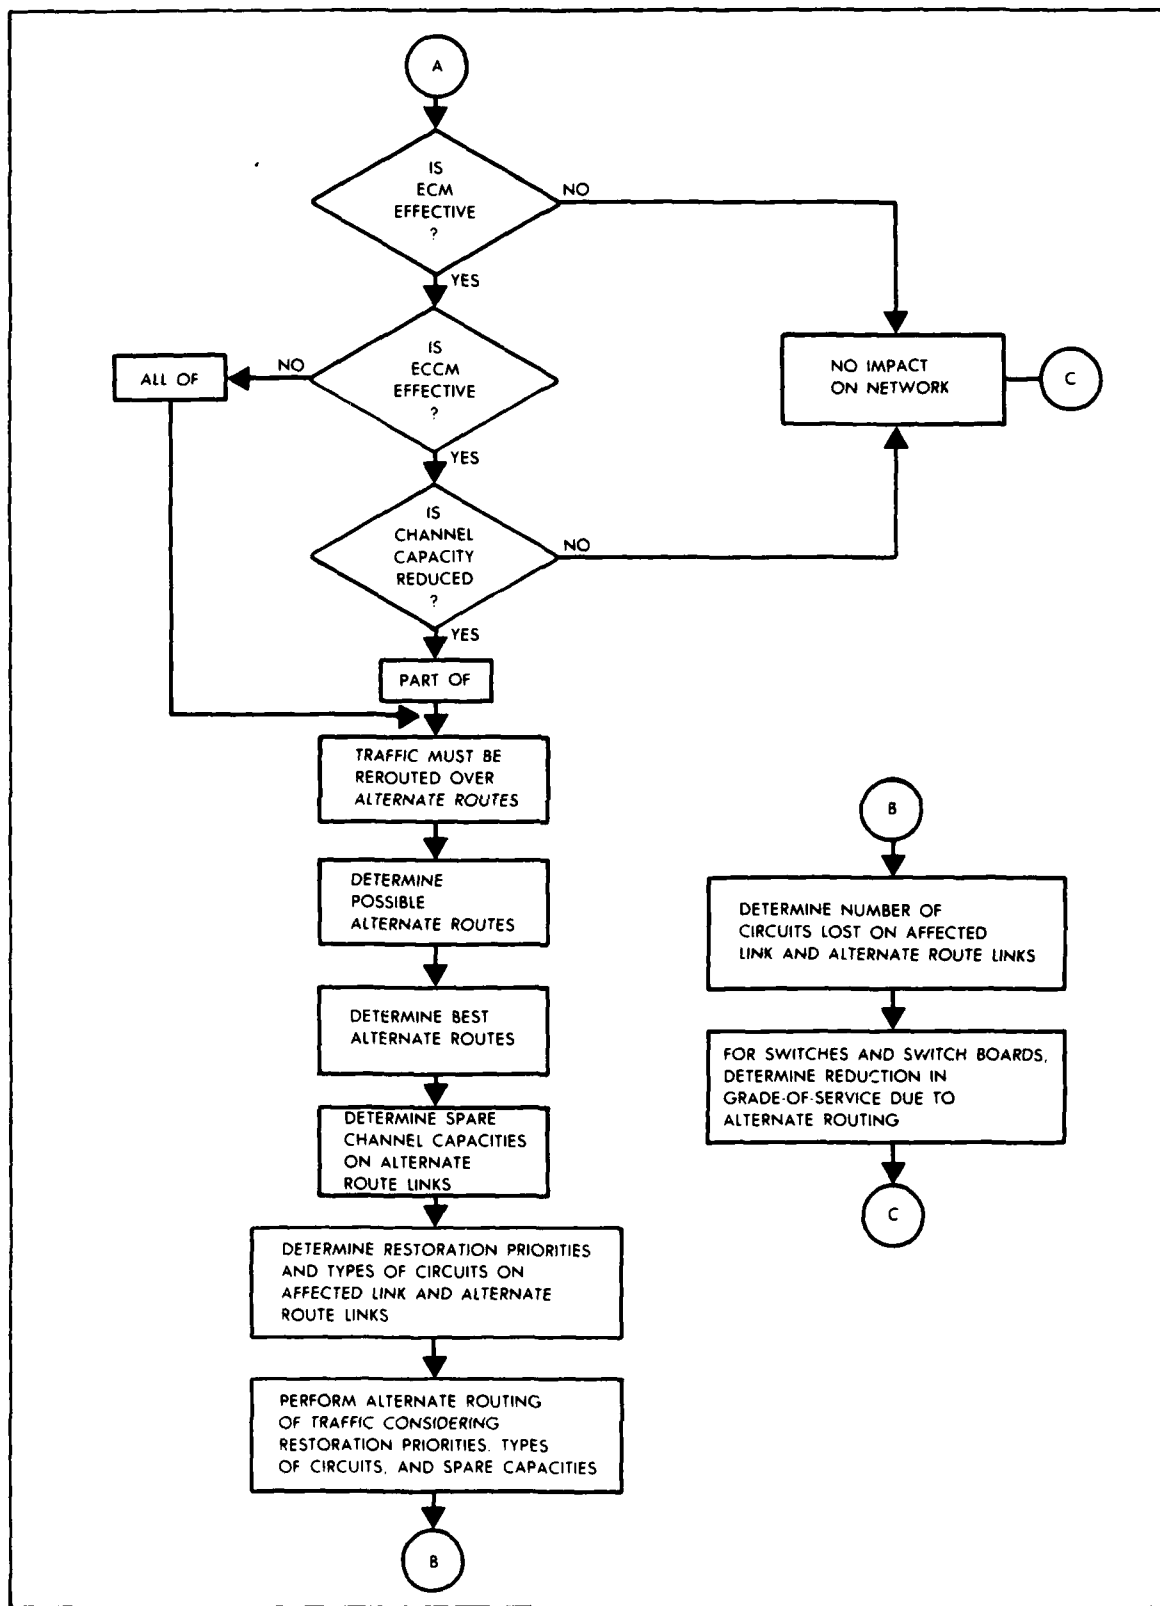 A
IS
ECM
EFFECTIVE
?
NO
YES
IS
ECCM
EFFECTIVE
?
NO
ALL OF
NO IMPACT
ON NETWORK
C
YES
IS
CHANNEL
CAPACITY
REDUCED
?
NO
YES
PART OF
TRAFFIC MUST BE
REROUTED OVER
ALTERNATE ROUTES
DETERMINE
POSSIBLE
ALTERNATE ROUTES
DETERMINE BEST
ALTERNATE ROUTES
DETERMINE SPARE
CHANNEL CAPACITIES
ON ALTERNATE
ROUTE LINKS
DETERMINE RESTORATION PRIORITIES
AND TYPES OF CIRCUITS ON
AFFECTED LINK AND ALTERNATE
ROUTE LINKS
PERFORM ALTERNATE ROUTING
OF TRAFFIC CONSIDERING
RESTORATION PRIORITIES, TYPES
OF CIRCUITS, AND SPARE CAPACITIES
B
B
DETERMINE NUMBER OF
CIRCUITS LOST ON AFFECTED
LINK AND ALTERNATE ROUTE LINKS
FOR SWITCHES AND SWITCH BOARDS,
DETERMINE REDUCTION IN
GRADE-OF-SERVICE DUE TO
ALTERNATE ROUTING
C